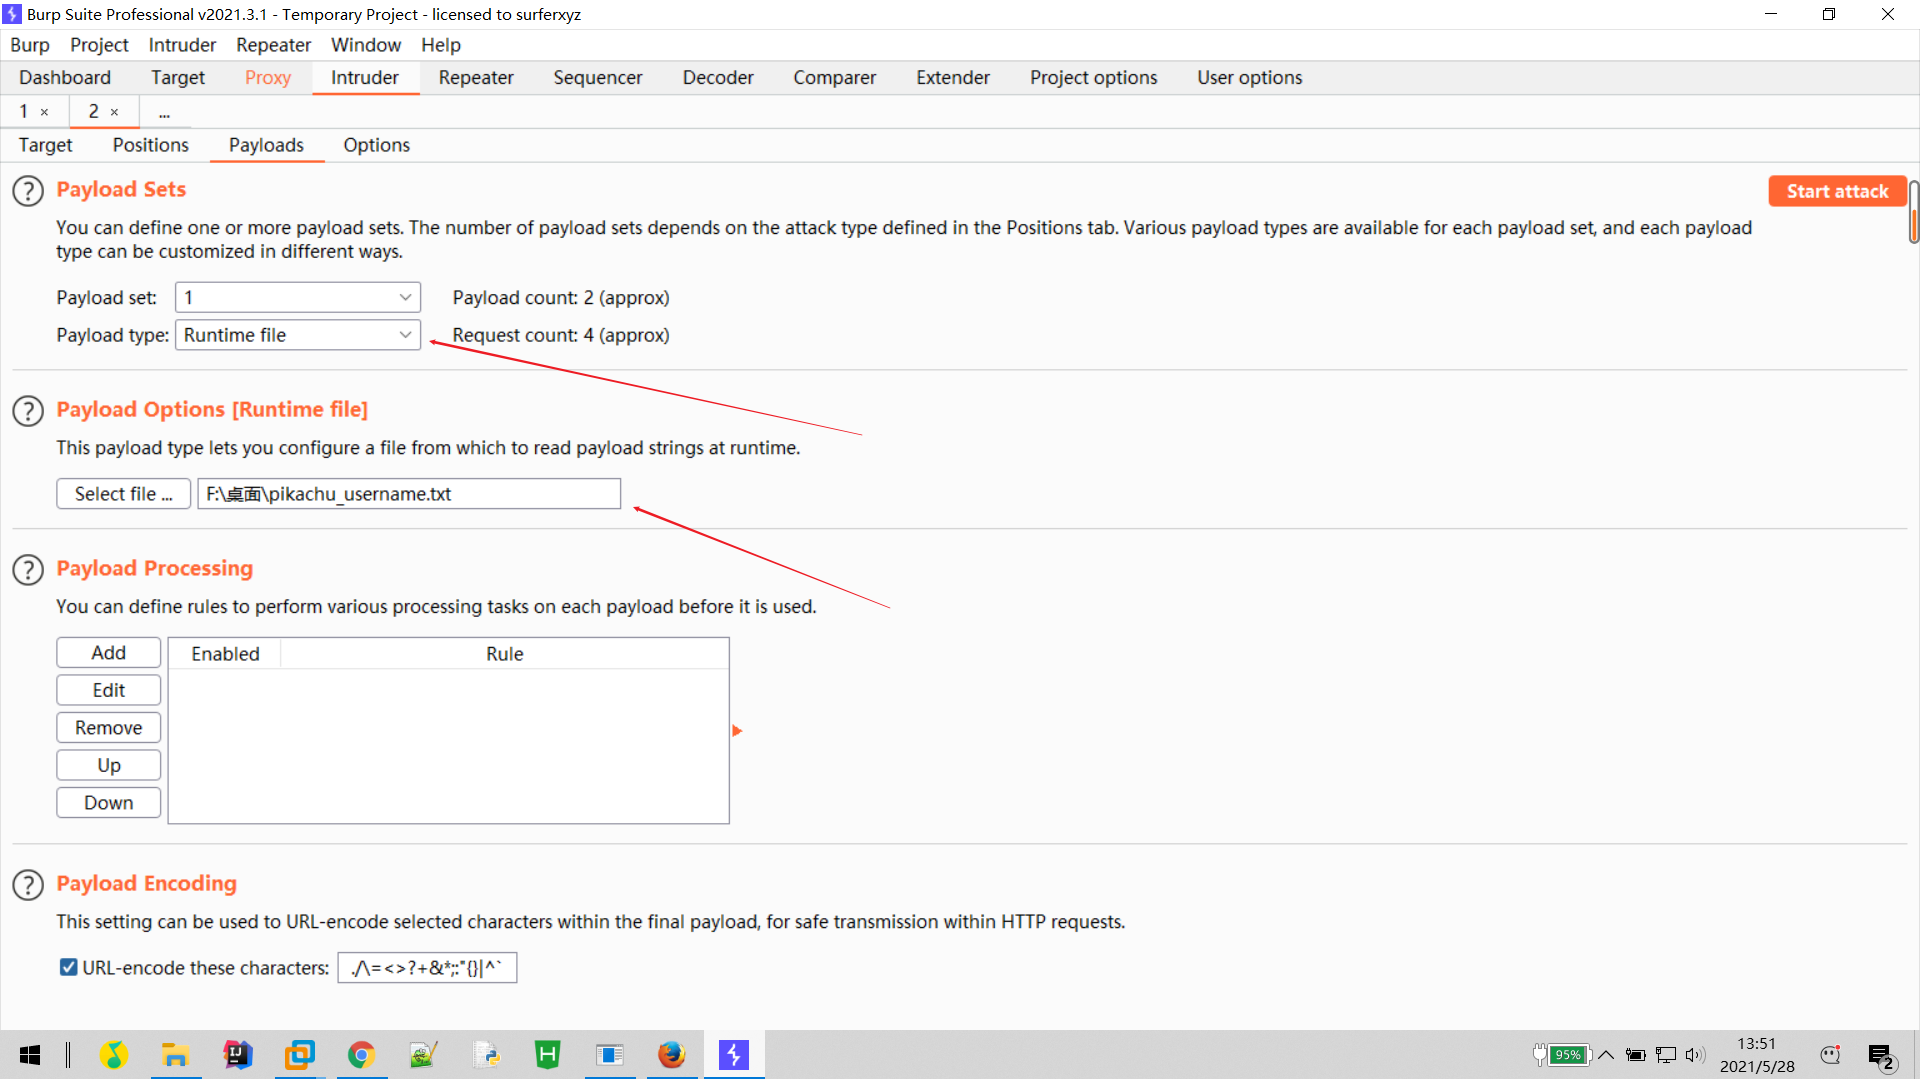 Burp Suite Professional v2021.3.1 - Temporary Project - licensed to surferxyz
Burp Project Intruder Repeater Window Help
Dashboard Target Proxy Intruder Repeater Sequencer Decoder Comparer Extender Project options User options
1 × 2 × ...
Target Positions Payloads Options
? Payload Sets
Start attack
You can define one or more payload sets. The number of payload sets depends on the attack type defined in the Positions tab. Various payload types are available for each payload set, and each payload
type can be customized in different ways.
Payload set: 1 Payload count: 2 (approx)
Payload type: Runtime file Request count: 4 (approx)
? Payload Options [Runtime file]
This payload type lets you configure a file from which to read payload strings at runtime.
Select file ... F:\桌面\pikachu_username.txt
? Payload Processing
You can define rules to perform various processing tasks on each payload before it is used.
Add Enabled Rule
Edit
Remove
Up
Down
? Payload Encoding
This setting can be used to URL-encode selected characters within the final payload, for safe transmission within HTTP requests.
URL-encode these characters: ./\=<>?+&*;:"{}|^`
95%
13:51
2021/5/28
2